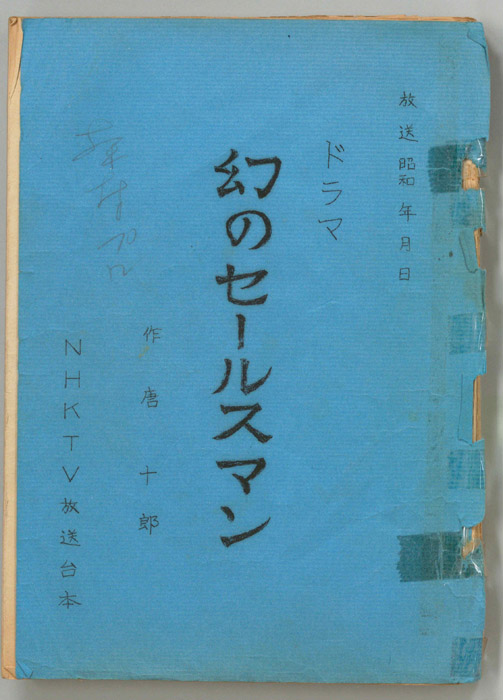 放送昭和 年 月 日
ドラマ
幻のセールスマン
作 唐十郎
NHKTV放送台本